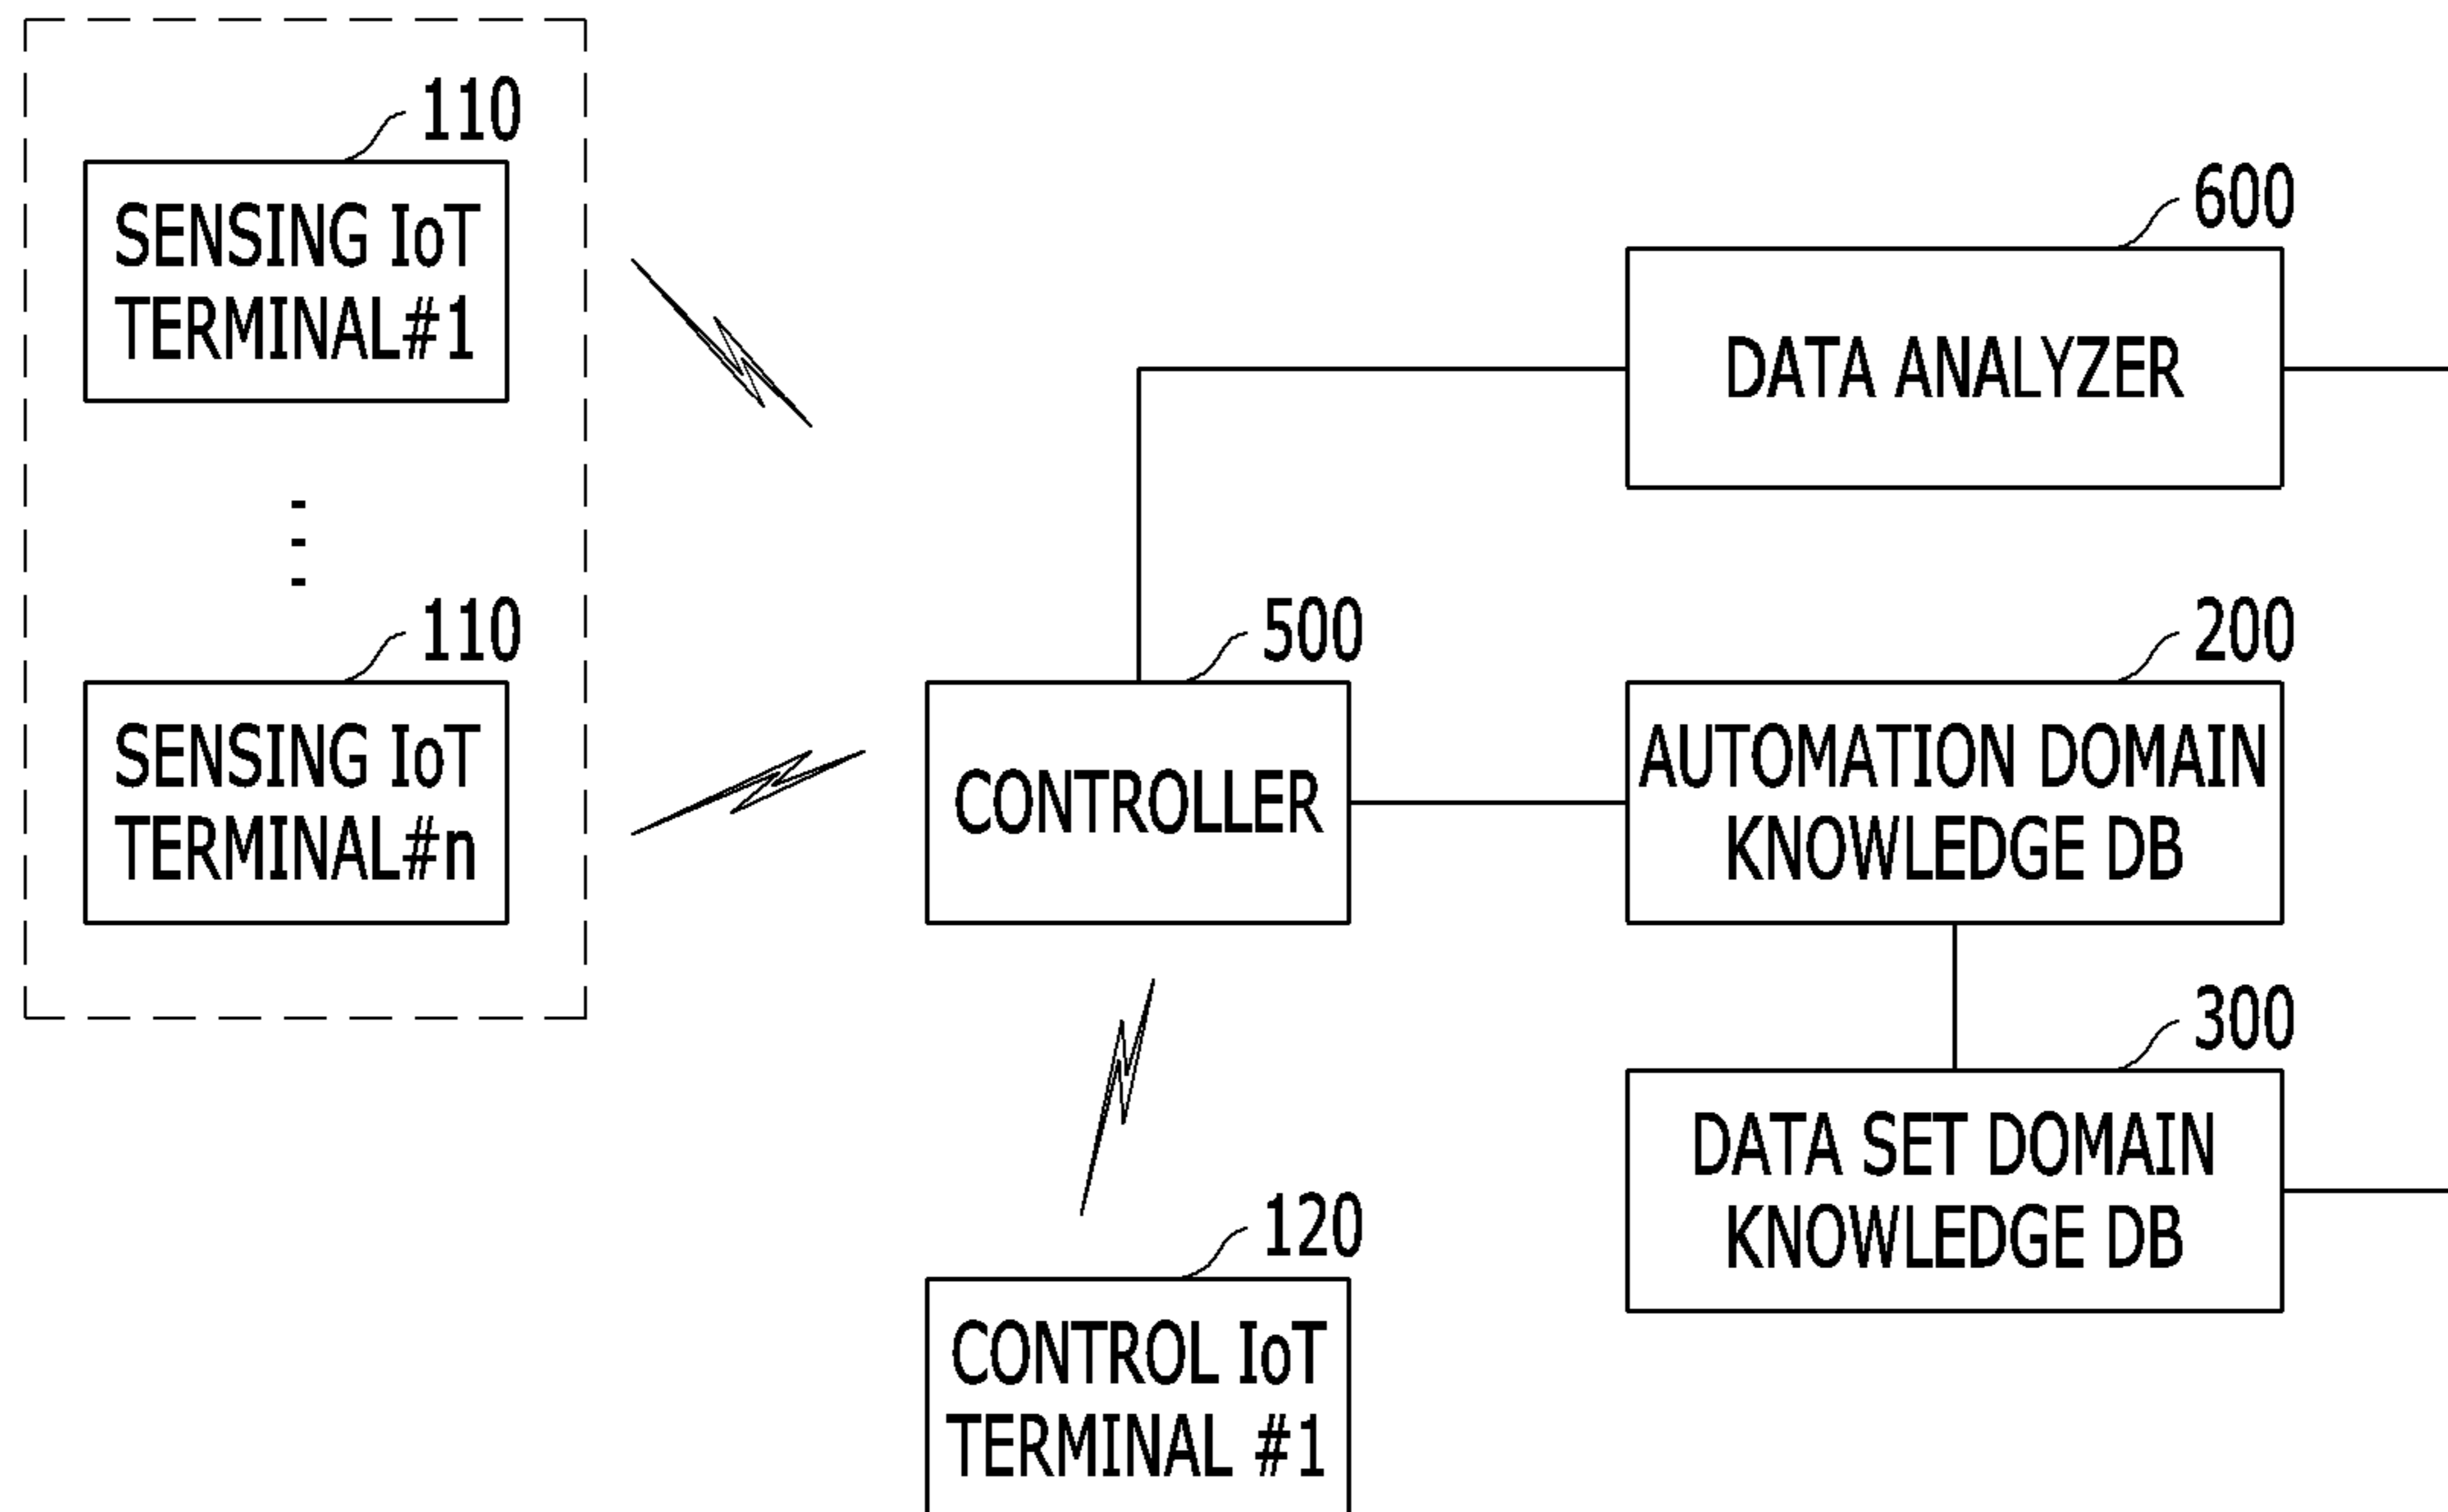 110
SENSING IoT
TERMINAL#1
110
SENSING IoT
TERMINAL#n
600
DATA ANALYZER
500
CONTROLLER
200
AUTOMATION DOMAIN
KNOWLEDGE DB
300
DATA SET DOMAIN
KNOWLEDGE DB
120
CONTROL IoT
TERMINAL #1